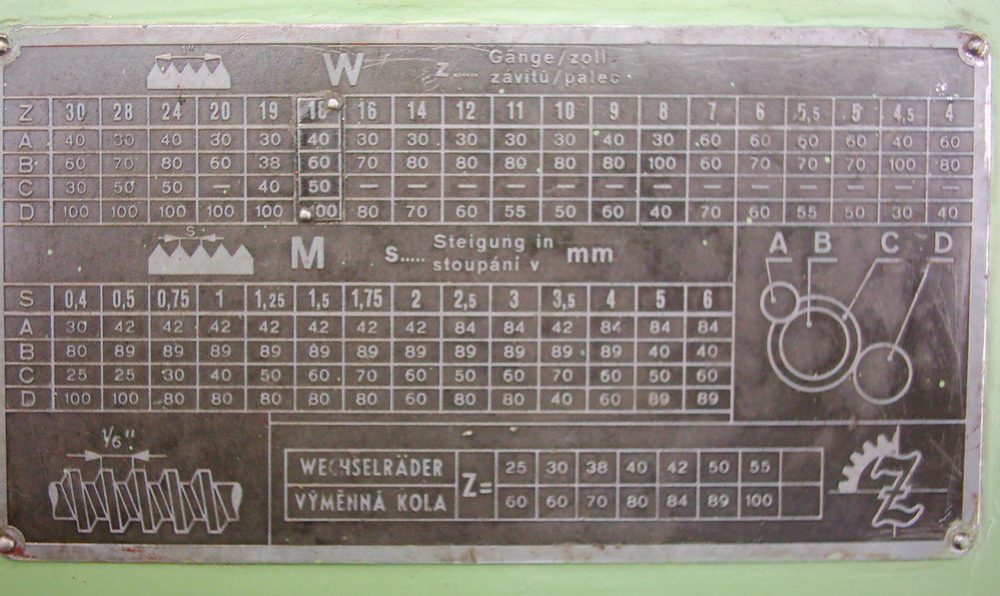 1"
W
z..... Gänge/zoll
závitů/palec
Z 30 28 24 20 19 18 16 14 12 11 10 9 8 7 6 5,5 5 4,5 4
A 40 30 40 30 30 40 30 30 30 30 30 40 30 60 60 60 60 40 60
B 60 70 80 60 38 60 70 80 80 80 80 80 100 60 70 70 70 100 80
C 30 50 50 — 40 50 — — — — — — — — — — — — —
D 100 100 100 100 100 100 80 70 60 55 50 60 40 70 60 55 50 30 40
S
M
s..... Steigung in mm
stoupání v
A B C D
S 0,4 0,5 0,75 1 1,25 1,5 1,75 2 2,5 3 3,5 4 5 6
A 30 42 42 42 42 42 42 42 84 84 42 84 84 84
B 80 89 89 89 89 89 89 89 89 89 89 89 40 40
C 25 25 30 40 50 60 70 60 50 60 70 60 50 60
D 100 100 80 80 80 80 80 60 80 80 40 60 89 89
1/6"
WECHSELRÄDER
VÝMĚNNÁ KOLA
Z=
25 30 38 40 42 50 55
60 60 70 80 84 89 100
Z